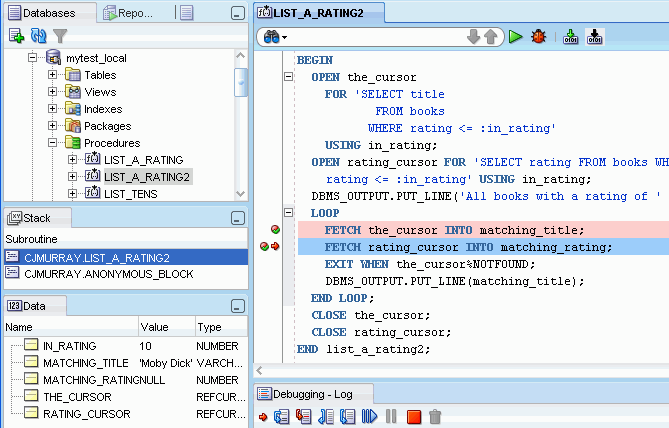 Databases
Repo...
mytest_local
Tables
Views
Indexes
Packages
Procedures
LIST_A_RATING
LIST_A_RATING2
LIST_TENS
Stack
Subroutine
CJMURRAY.LIST_A_RATING2
CJMURRAY.ANONYMOUS_BLOCK
Data
Name Value Type
IN_RATING 10 NUMBER
MATCHING_TITLE 'Moby Dick' VARCH...
MATCHING_RATING NULL NUMBER
THE_CURSOR REFCUR...
RATING_CURSOR REFCUR...
LIST_A_RATING2
BEGIN
OPEN the_cursor
FOR 'SELECT title
FROM books
WHERE rating <= :in_rating'
USING in_rating;
OPEN rating_cursor FOR 'SELECT rating FROM books WH
rating <= :in_rating' USING in_rating;
DBMS_OUTPUT.PUT_LINE('All books with a rating of '
LOOP
FETCH the_cursor INTO matching_title;
FETCH rating_cursor INTO matching_rating;
EXIT WHEN the_cursor%NOTFOUND;
DBMS_OUTPUT.PUT_LINE(matching_title);
END LOOP;
CLOSE the_cursor;
CLOSE rating_cursor;
END list_a_rating2;
Debugging - Log